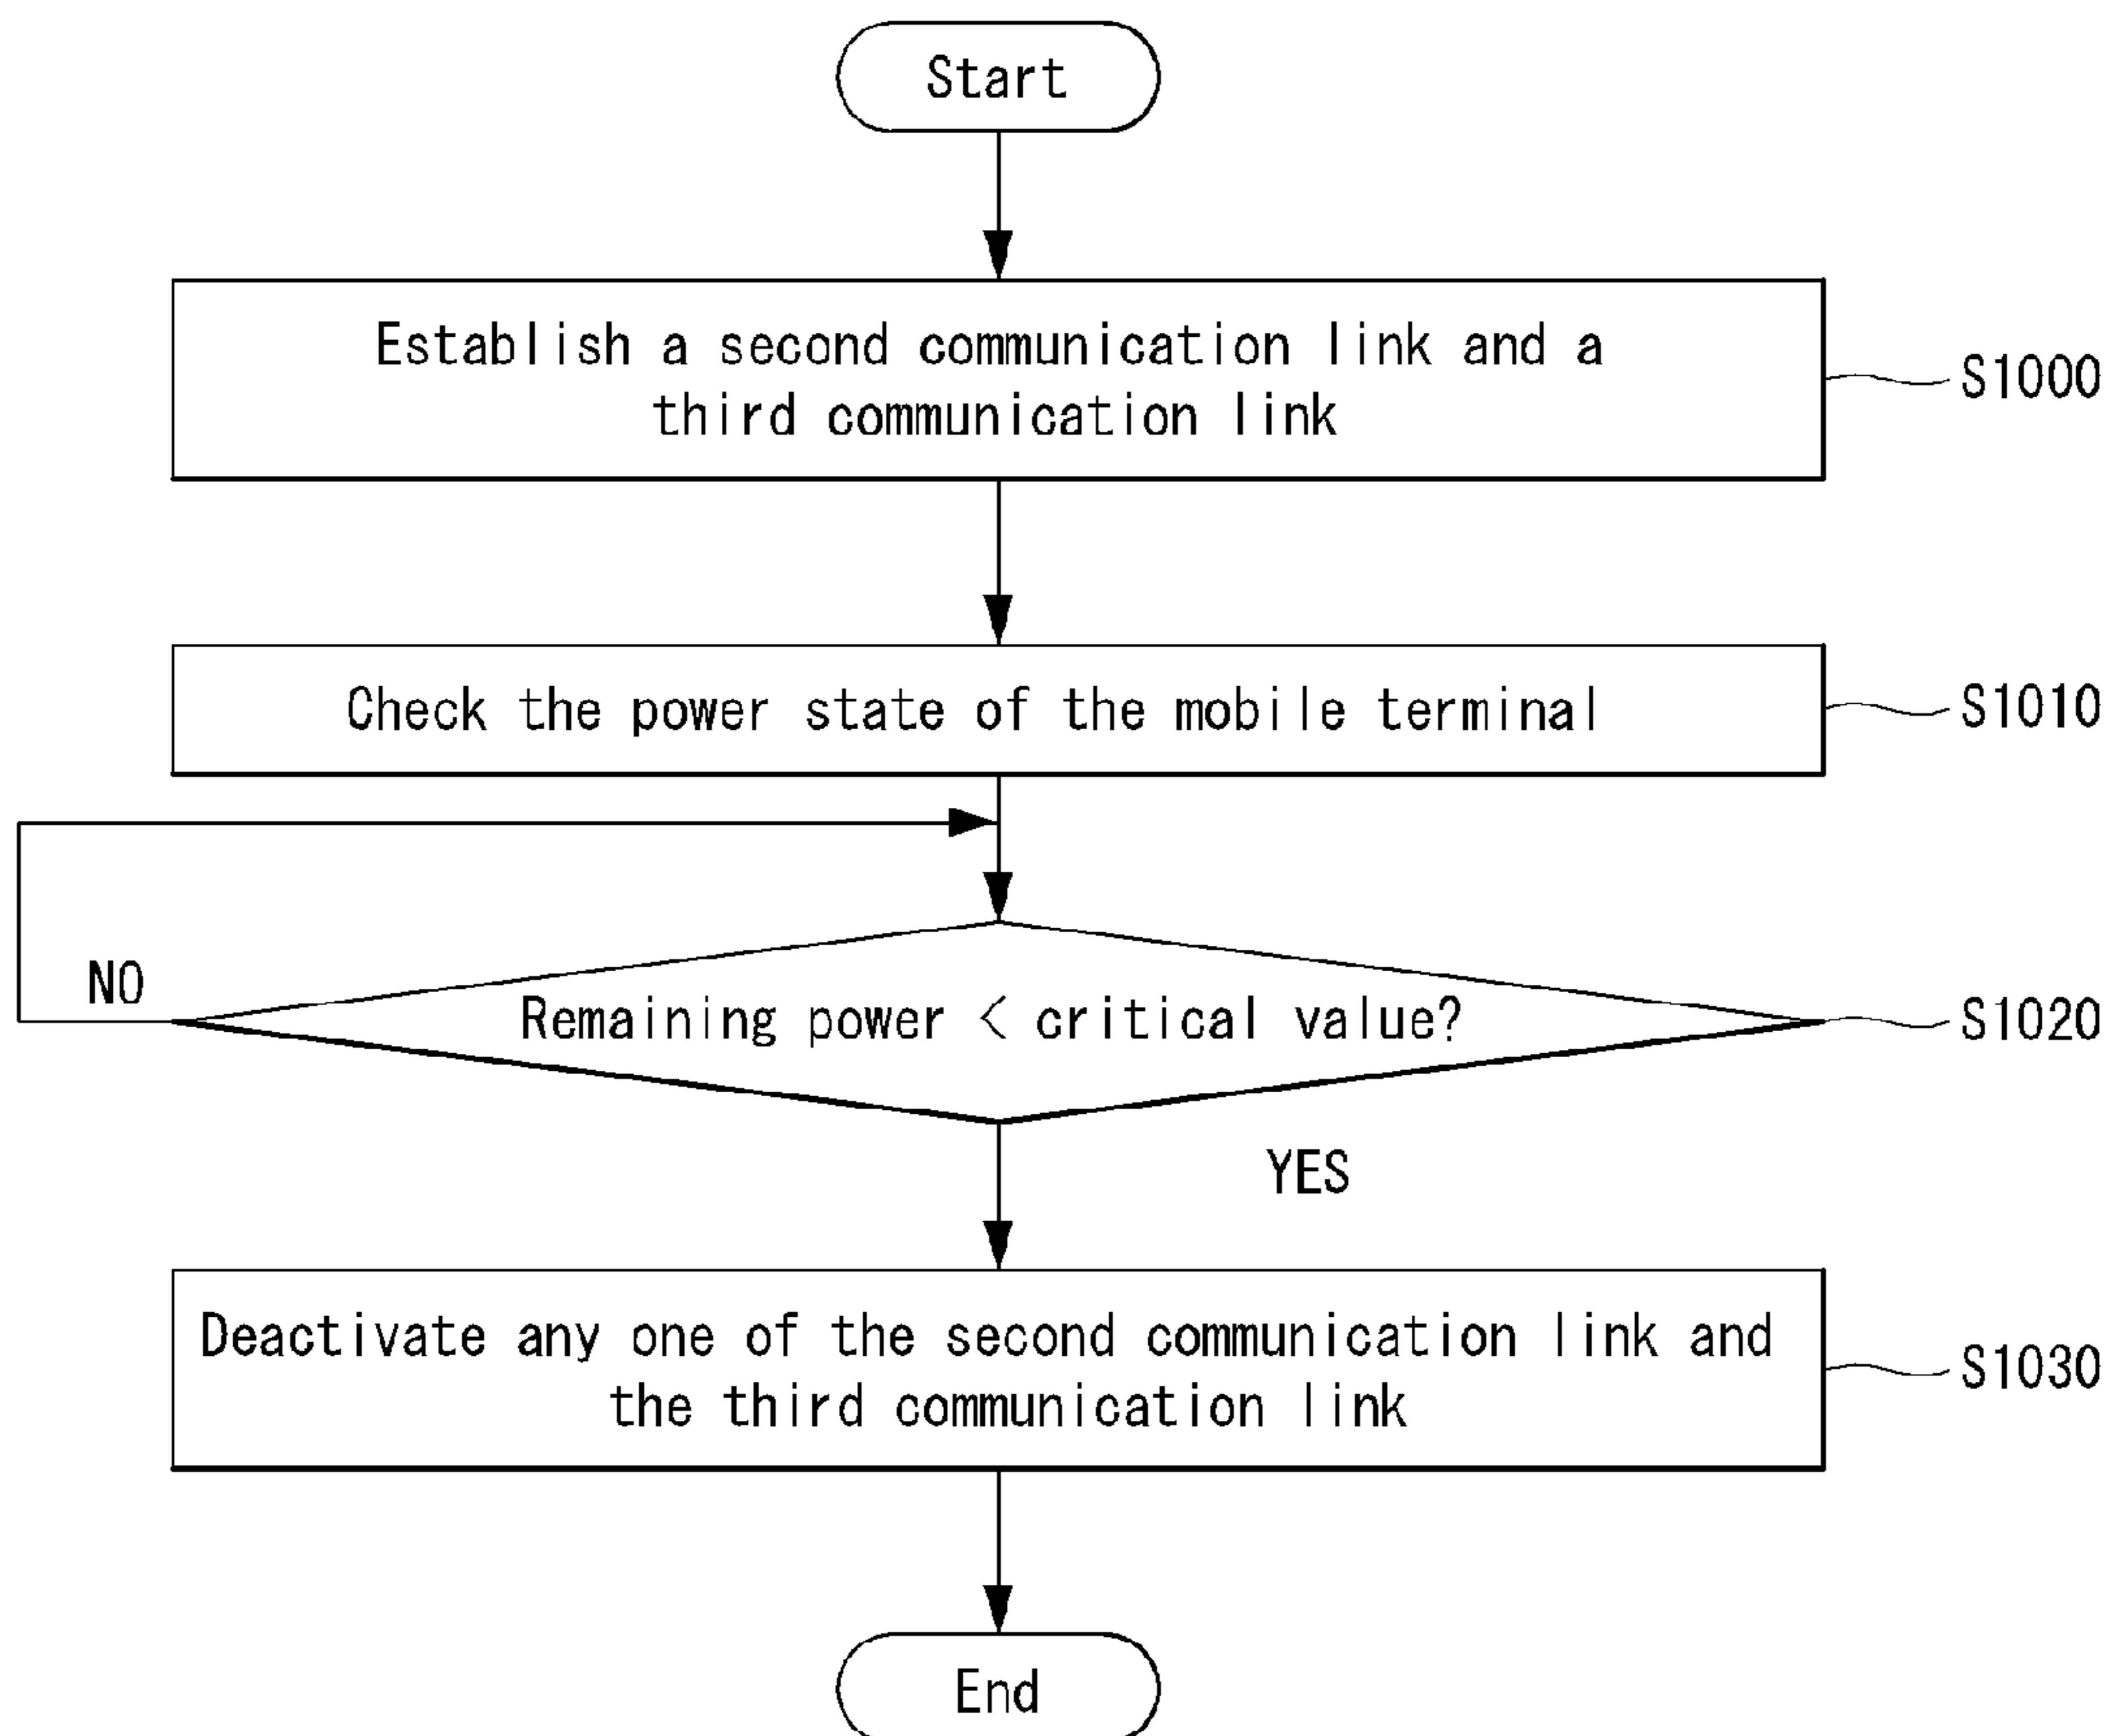 Start
Establish a second communication link and a
third communication link
S1000
Check the power state of the mobile terminal
S1010
NO
Remaining power < critical value?
S1020
YES
Deactivate any one of the second communication link and
the third communication link
S1030
End